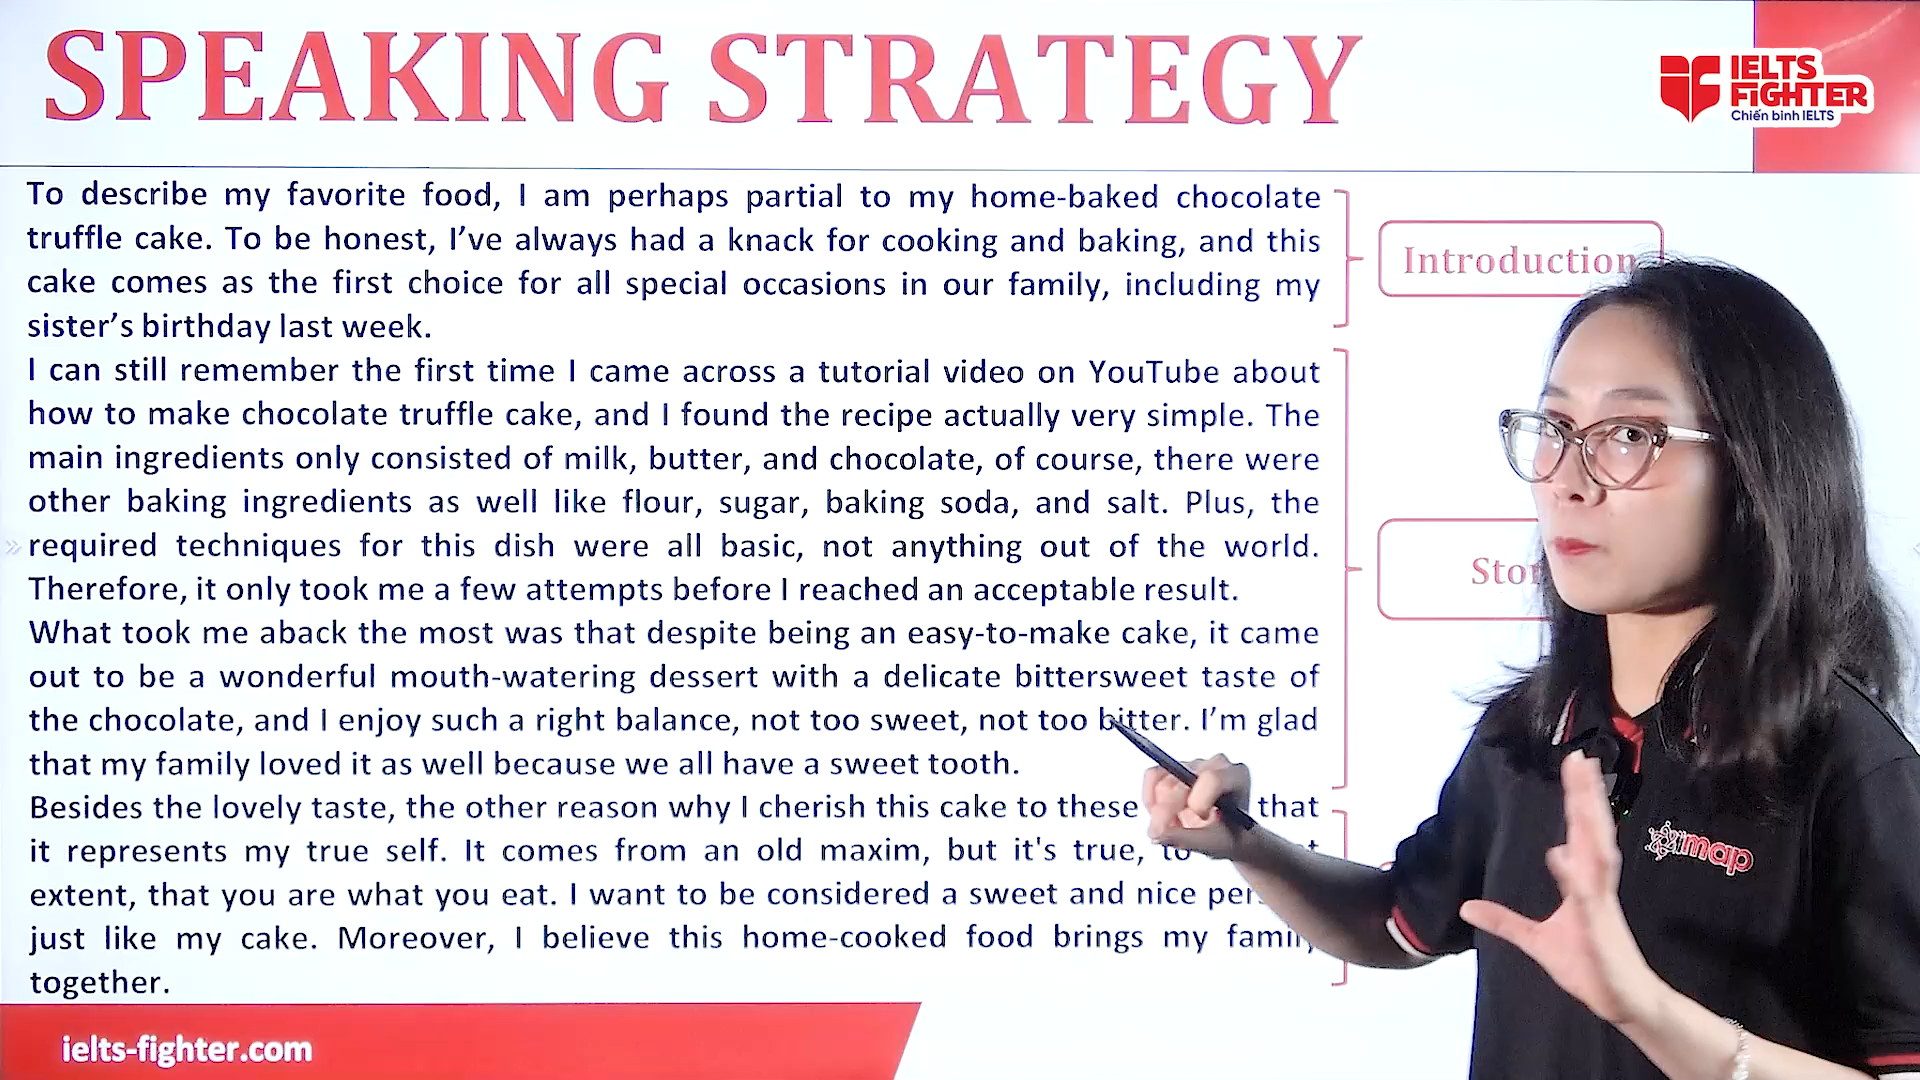 SPEAKING STRATEGY
IELTS
FIGHTER
Chiến binh IELTS
To describe my favorite food, I am perhaps partial to my home-baked chocolate
truffle cake. To be honest, I've always had a knack for cooking and baking, and this
cake comes as the first choice for all special occasions in our family, including my
sister's birthday last week.
I can still remember the first time I came across a tutorial video on YouTube about
how to make chocolate truffle cake, and I found the recipe actually very simple. The
main ingredients only consisted of milk, butter, and chocolate, of course, there were
other baking ingredients as well like flour, sugar, baking soda, and salt. Plus, the
required techniques for this dish were all basic, not anything out of the world.
Therefore, it only took me a few attempts before I reached an acceptable result.
What took me aback the most was that despite being an easy-to-make cake, it came
out to be a wonderful mouth-watering dessert with a delicate bittersweet taste of
the chocolate, and I enjoy such a right balance, not too sweet, not too bitter. I'm glad
that my family loved it as well because we all have a sweet tooth.
Besides the lovely taste, the other reason why I cherish this cake to these that
it represents my true self. It comes from an old maxim, but it's true, to
extent, that you are what you eat. I want to be considered a sweet and nice
just like my cake. Moreover, I believe this home-cooked food brings my family
together.
Introduction
map
ielts-fighter.com